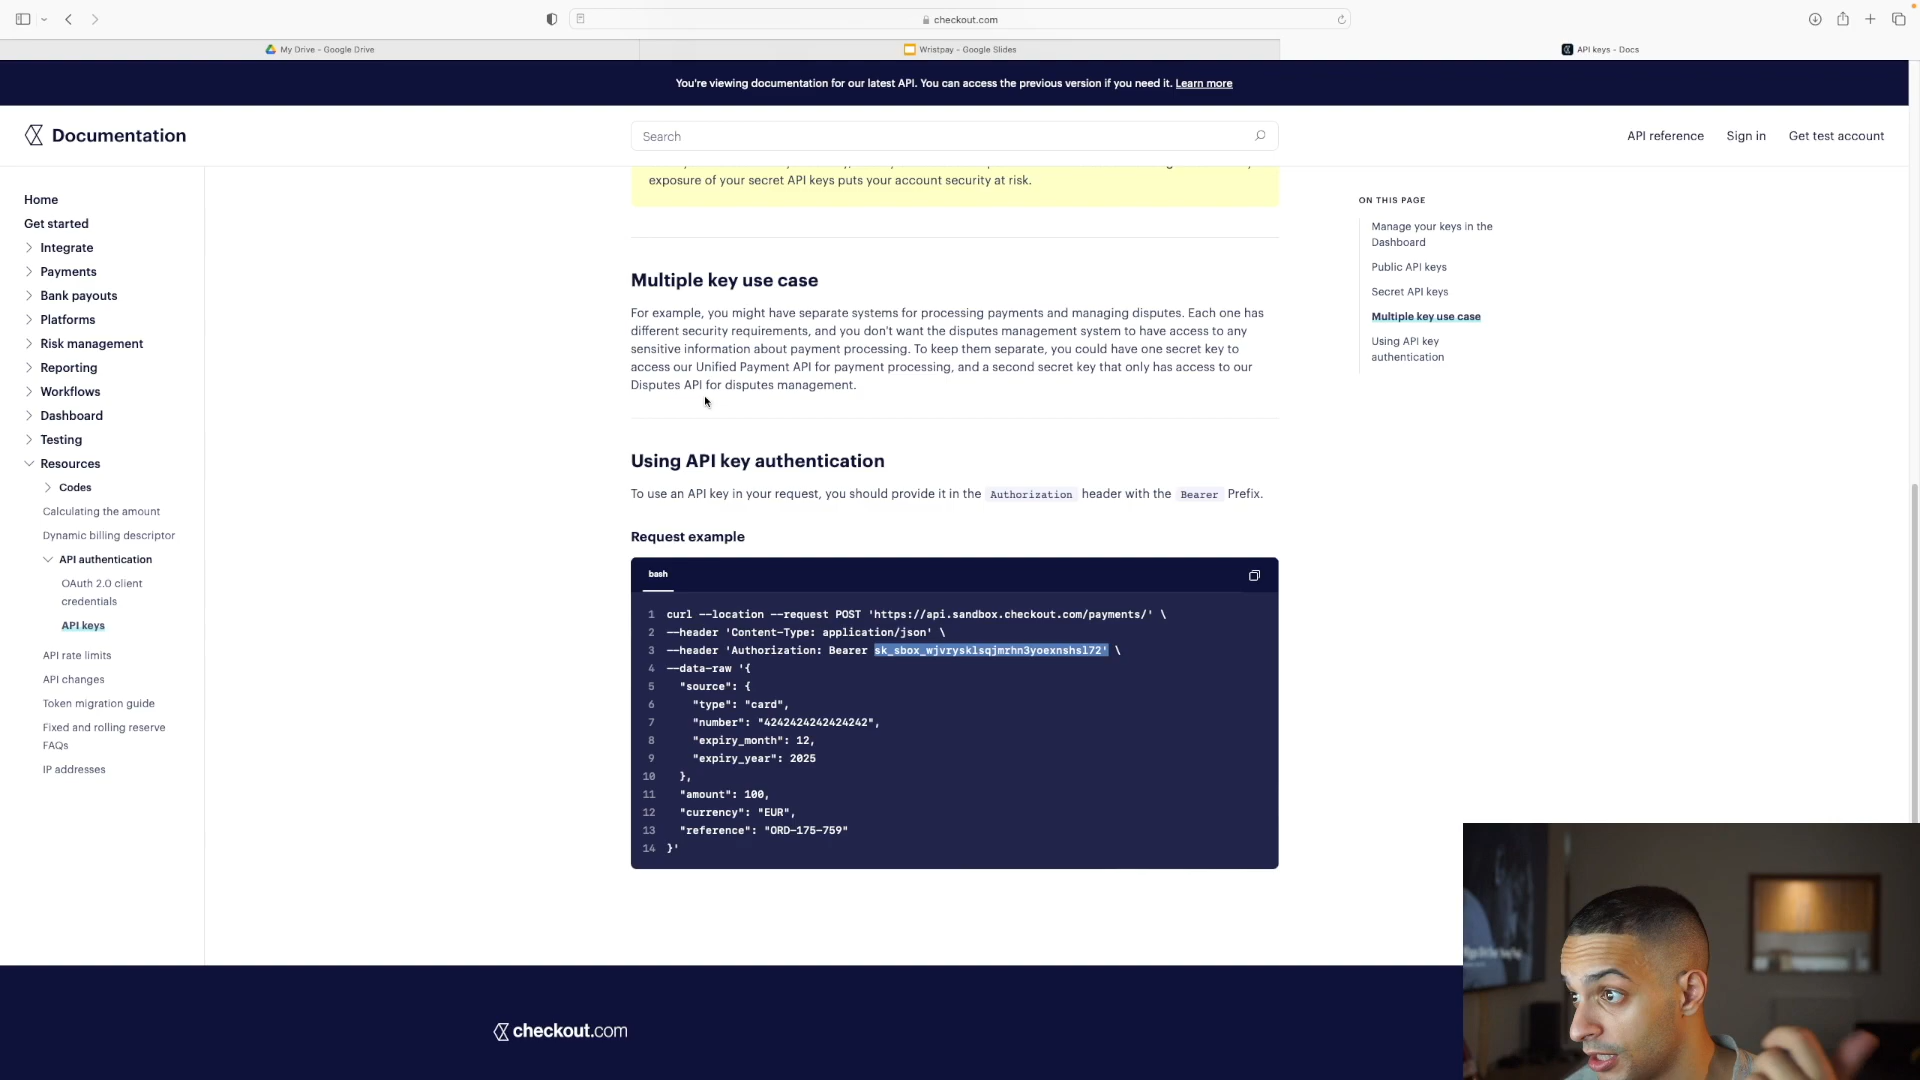 checkout.com
My Drive – Google Drive
Wristpay – Google Slides
API keys – Docs
You're viewing documentation for our latest API. You can access the previous version if you need it. Learn more
Documentation
Search
API reference
Sign in
Get test account
Home
Get started
Integrate
Payments
Bank payouts
Platforms
Risk management
Reporting
Workflows
Dashboard
Testing
Resources
Codes
Calculating the amount
Dynamic billing descriptor
API authentication
OAuth 2.0 client
credentials
API keys
API rate limits
API changes
Token migration guide
Fixed and rolling reserve
FAQs
IP addresses
exposure of your secret API keys puts your account security at risk.
Multiple key use case
For example, you might have separate systems for processing payments and managing disputes. Each one has
different security requirements, and you don't want the disputes management system to have access to any
sensitive information about payment processing. To keep them separate, you could have one secret key to
access our Unified Payment API for payment processing, and a second secret key that only has access to our
Disputes API for disputes management.
Using API key authentication
To use an API key in your request, you should provide it in the Authorization header with the Bearer Prefix.
Request example
bash
1 curl --location --request POST 'https://api.sandbox.checkout.com/payments/' \
2 --header 'Content-Type: application/json' \
3 --header 'Authorization: Bearer sk_sbox_wjvrysklsqjmrhn3yoexnshsl72' \
4 --data-raw '{
5 "source": {
6 "type": "card",
7 "number": "4242424242424242",
8 "expiry_month": 12,
9 "expiry_year": 2025
10 },
11 "amount": 100,
12 "currency": "EUR",
13 "reference": "ORD-175-759"
14 }'
ON THIS PAGE
Manage your keys in the
Dashboard
Public API keys
Secret API keys
Multiple key use case
Using API key
authentication
checkout.com